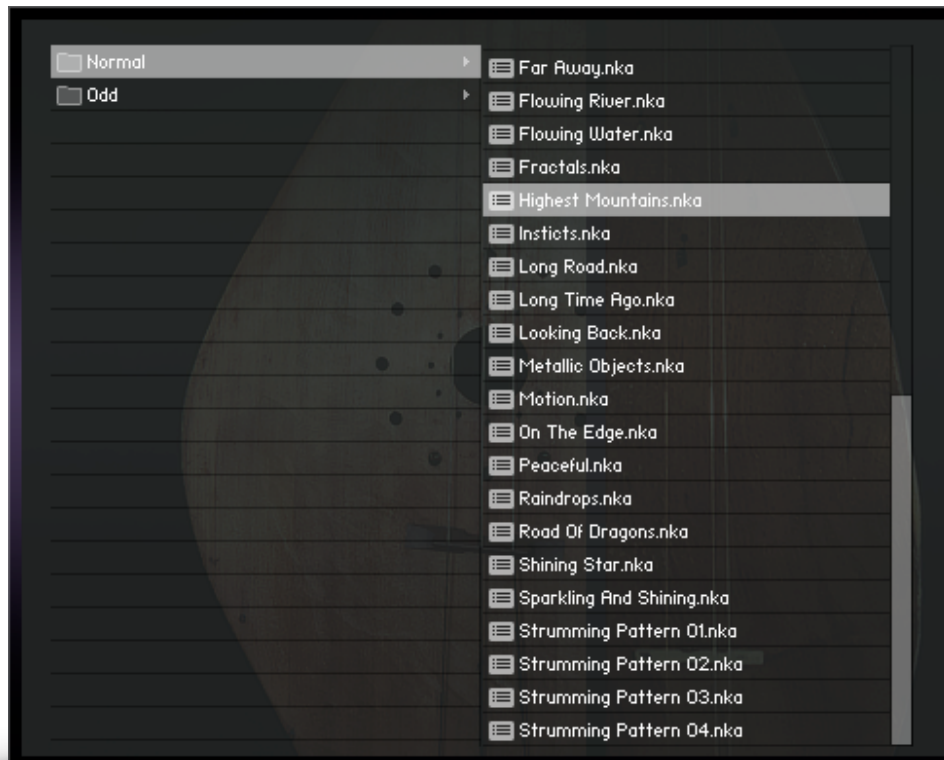 Normal
Odd
Far Away.nka
Flowing River.nka
Flowing Water.nka
Fractals.nka
Highest Mountains.nka
Insticts.nka
Long Road.nka
Long Time Ago.nka
Looking Back.nka
Metallic Objects.nka
Motion.nka
On The Edge.nka
Peaceful.nka
Raindrops.nka
Road Of Dragons.nka
Shining Star.nka
Sparkling And Shining.nka
Strumming Pattern 01.nka
Strumming Pattern 02.nka
Strumming Pattern 03.nka
Strumming Pattern 04.nka